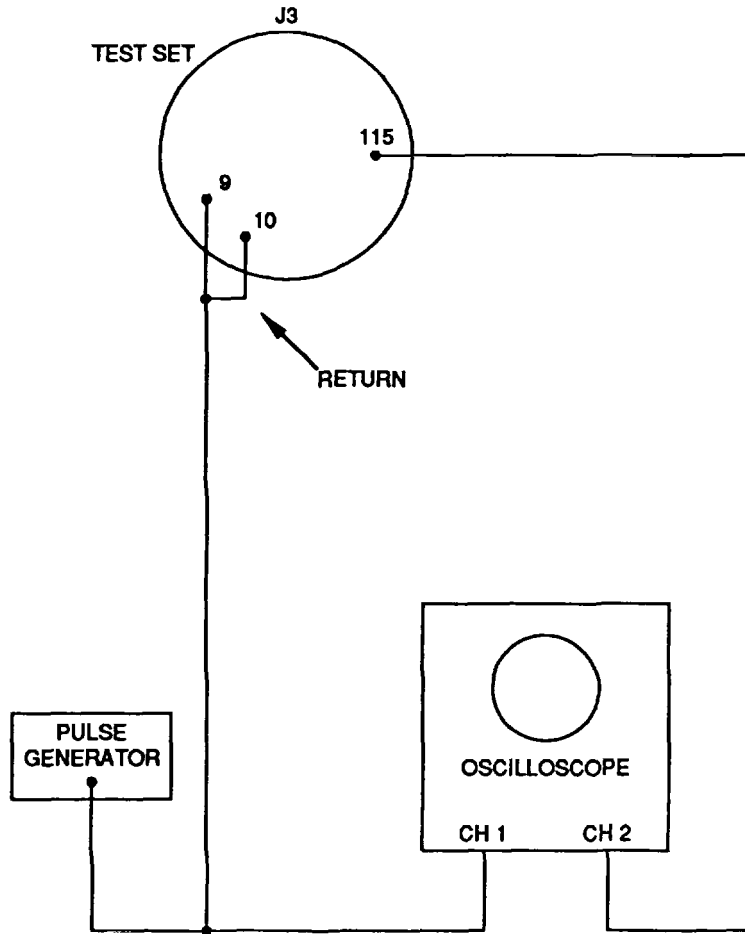 J3
TEST SET
115
9
10
RETURN
PULSE
GENERATOR
OSCILLOSCOPE
CH 1 CH 2